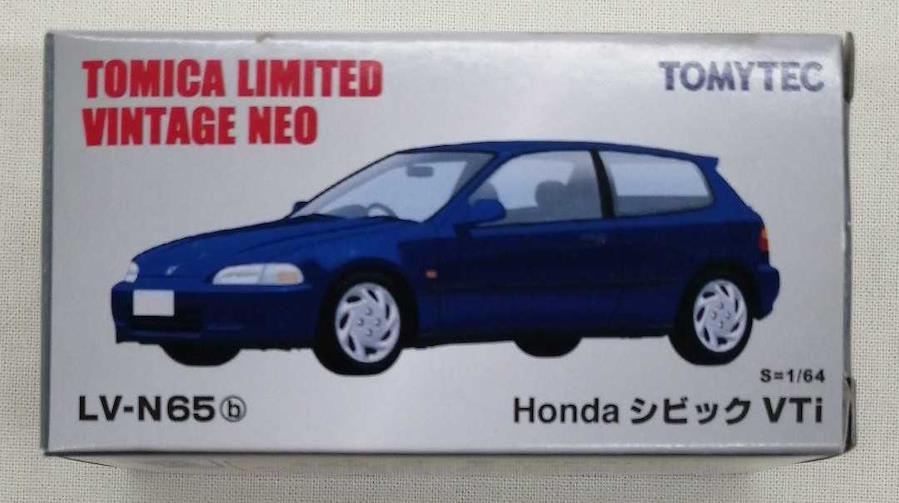 TOMICA LIMITED
VINTAGE NEO
TOMYTEC
S=1/64
LV-N65ⓑ
Honda シビック VTi